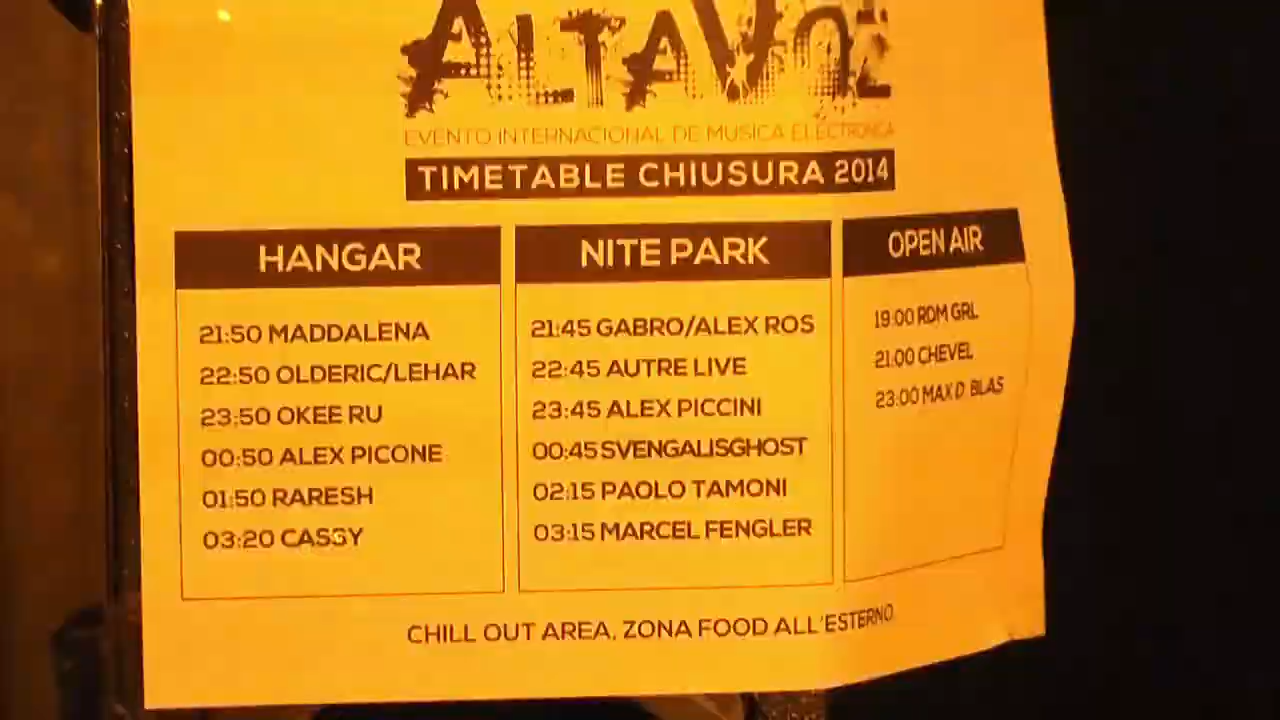 ALTAVOZ
EVENTO INTERNACIONAL DE MUSICA ELECTRONICA
TIMETABLE CHIUSURA 2014
HANGAR
21:50 MADDALENA
22:50 OLDERIC/LEHAR
23:50 OKEE RU
00:50 ALEX PICONE
01:50 RARESH
03:20 CASSY
NITE PARK
21:45 GABRO/ALEX ROS
22:45 AUTRE LIVE
23:45 ALEX PICCINI
00:45 SVENGALISGHOST
02:15 PAOLO TAMONI
03:15 MARCEL FENGLER
OPEN AIR
19:00 RDM GRL
21:00 CHEVEL
23:00 MAX D BLAS
CHILL OUT AREA, ZONA FOOD ALL'ESTERNO